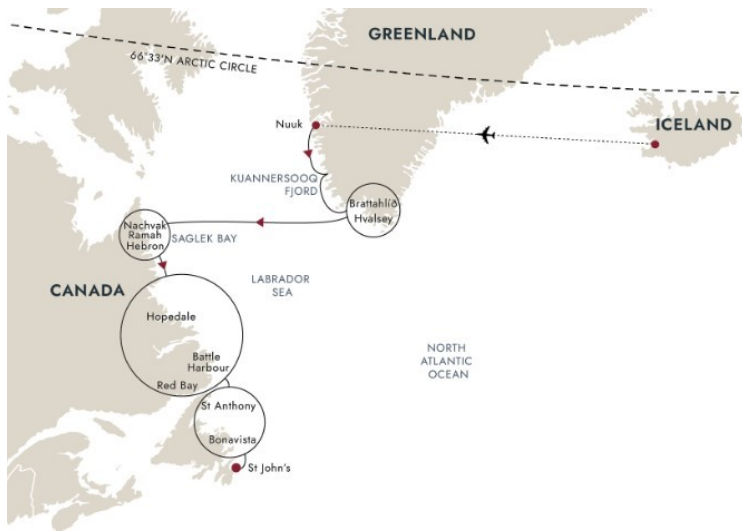 GREENLAND
66°33'N ARCTIC CIRCLE
ICELAND
Nuuk
KUANNERSOOQ
FJORD
Brattahlíð
Hvalsey
Nachvak
Ramah
Hebron
SAGLEK BAY
LABRADOR
SEA
CANADA
Hopedale
Battle
Harbour
Red Bay
NORTH
ATLANTIC
OCEAN
St Anthony
Bonavista
St John's